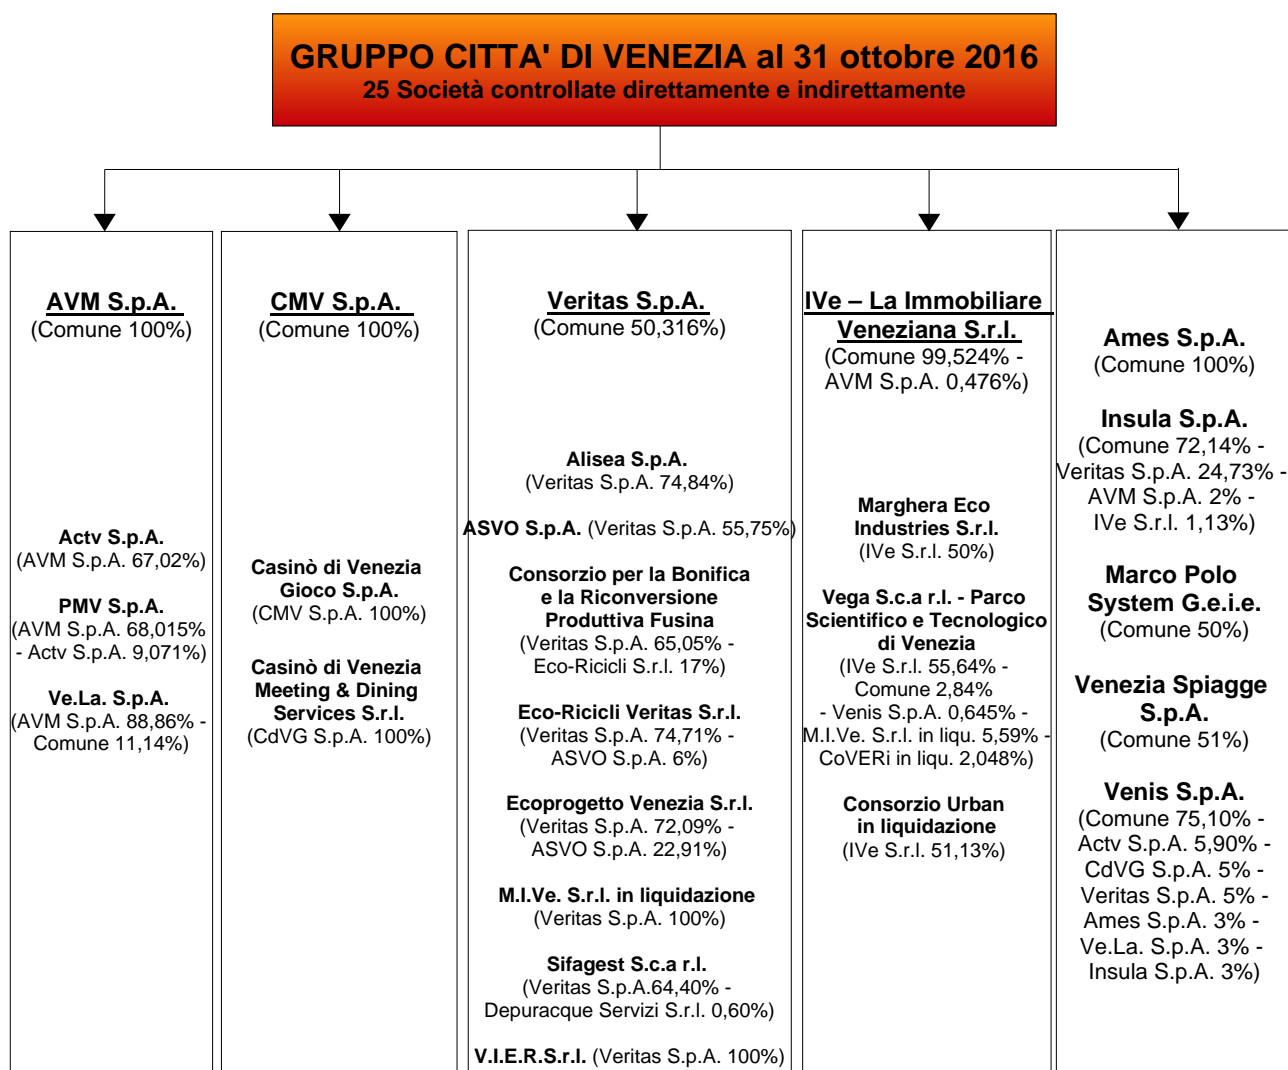 GRUPPO CITTA' DI VENEZIA al 31 ottobre 2016
25 Società controllate direttamente e indirettamente
AVM S.p.A.
(Comune 100%)
Actv S.p.A.
(AVM S.p.A. 67,02%)
PMV S.p.A.
(AVM S.p.A. 68,015%
- Actv S.p.A. 9,071%)
Ve.La. S.p.A.
(AVM S.p.A. 88,86% -
Comune 11,14%)
CMV S.p.A.
(Comune 100%)
Casinò di Venezia
Gioco S.p.A.
(CMV S.p.A. 100%)
Casinò di Venezia
Meeting & Dining
Services S.r.l.
(CdVG S.p.A. 100%)
Veritas S.p.A.
(Comune 50,316%)
Alisea S.p.A.
(Veritas S.p.A. 74,84%)
ASVO S.p.A. (Veritas S.p.A. 55,75%)
Consorzio per la Bonifica
e la Riconversione
Produttiva Fusina
(Veritas S.p.A. 65,05% -
Eco-Ricicli S.r.l. 17%)
Eco-Ricicli Veritas S.r.l.
(Veritas S.p.A. 74,71% -
ASVO S.p.A. 6%)
Ecoprogetto Venezia S.r.l.
(Veritas S.p.A. 72,09% -
ASVO S.p.A. 22,91%)
M.I.Ve. S.r.l. in liquidazione
(Veritas S.p.A. 100%)
Sifagest S.c.a r.l.
(Veritas S.p.A.64,40% -
Depuracque Servizi S.r.l. 0,60%)
V.I.E.R.S.r.l. (Veritas S.p.A. 100%)
IVe – La Immobiliare
Veneziana S.r.l.
(Comune 99,524% -
AVM S.p.A. 0,476%)
Marghera Eco
Industries S.r.l.
(IVe S.r.l. 50%)
Vega S.c.a r.l. - Parco
Scientifico e Tecnologico
di Venezia
(IVe S.r.l. 55,64% -
Comune 2,84%
- Venis S.p.A. 0,645% -
M.I.Ve. S.r.l. in liqu. 5,59% -
CoVERi in liqu. 2,048%)
Consorzio Urban
in liquidazione
(IVe S.r.l. 51,13%)
Ames S.p.A.
(Comune 100%)
Insula S.p.A.
(Comune 72,14% -
Veritas S.p.A. 24,73% -
AVM S.p.A. 2% -
IVe S.r.l. 1,13%)
Marco Polo
System G.e.i.e.
(Comune 50%)
Venezia Spiagge
S.p.A.
(Comune 51%)
Venis S.p.A.
(Comune 75,10% -
Actv S.p.A. 5,90% -
CdVG S.p.A. 5% -
Veritas S.p.A. 5% -
Ames S.p.A. 3% -
Ve.La. S.p.A. 3% -
Insula S.p.A. 3%)